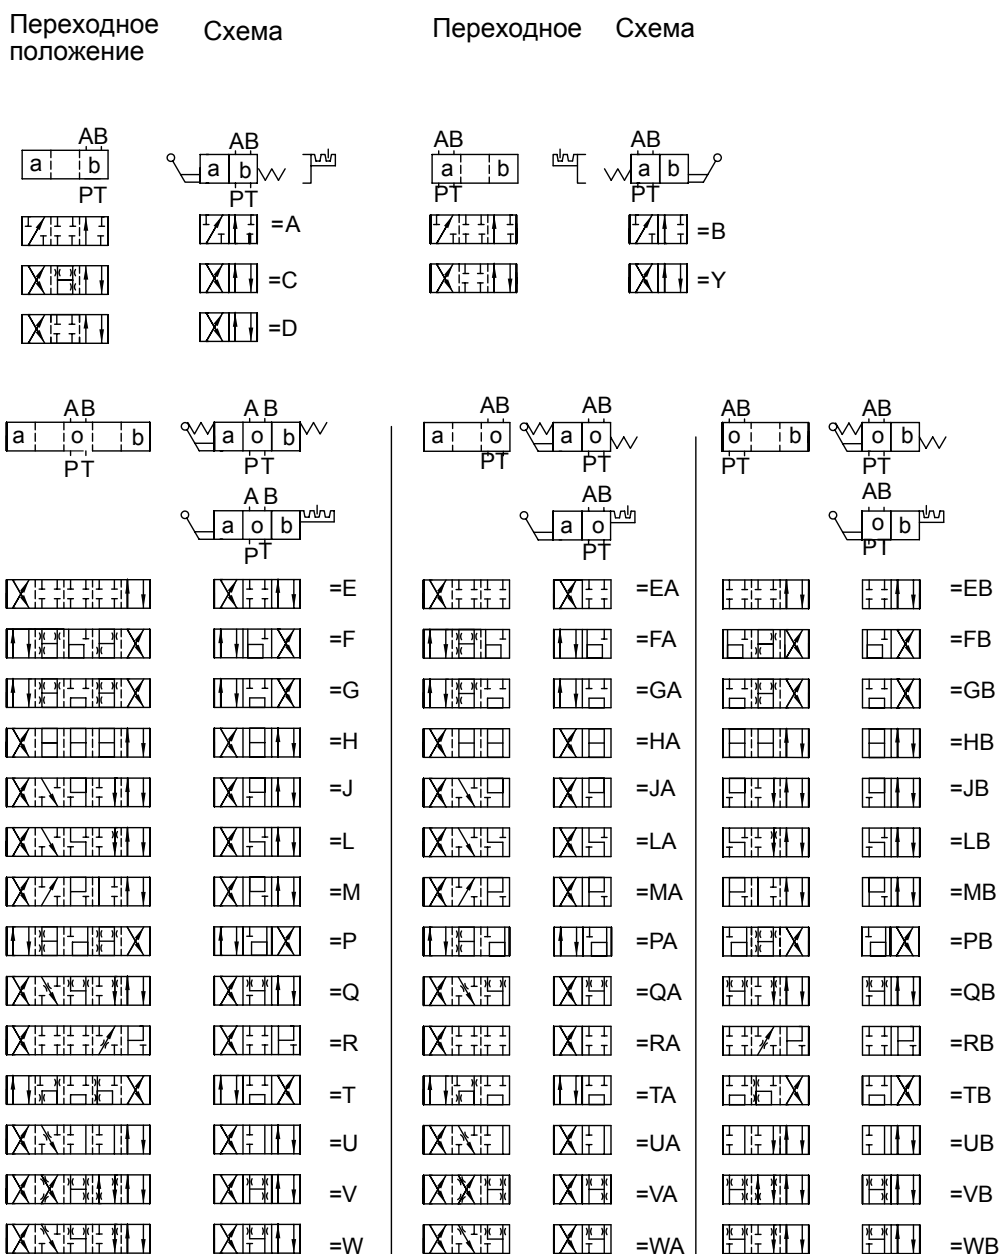 Переходное Схема Переходное Схема
положение
AB AB AB AB
a b a b a b a b
PT PT PT PT
=A =B
=C =Y
=D
AB A B AB AB AB AB
a o b a o b a o a o o b o b
PT PT PT PT PT PT
A B AB AB
a o b a o o b
PT PT PT
=E =EA =EB
=F =FA =FB
=G =GA =GB
=H =HA =HB
=J =JA =JB
=L =LA =LB
=M =MA =MB
=P =PA =PB
=Q =QA =QB
=R =RA =RB
=T =TA =TB
=U =UA =UB
=V =VA =VB
=W =WA =WB